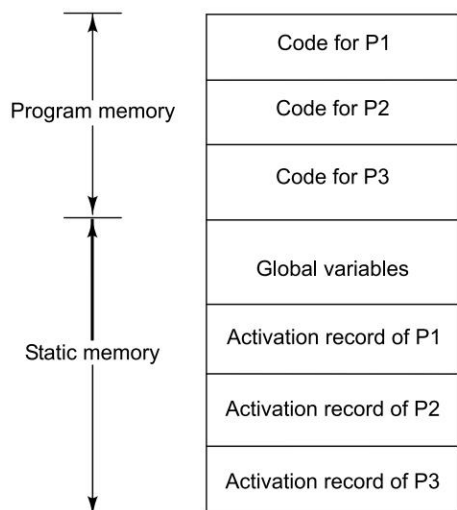 Code for P1
Program memory
Code for P2
Code for P3
Global variables
Static memory
Activation record of P1
Activation record of P2
Activation record of P3